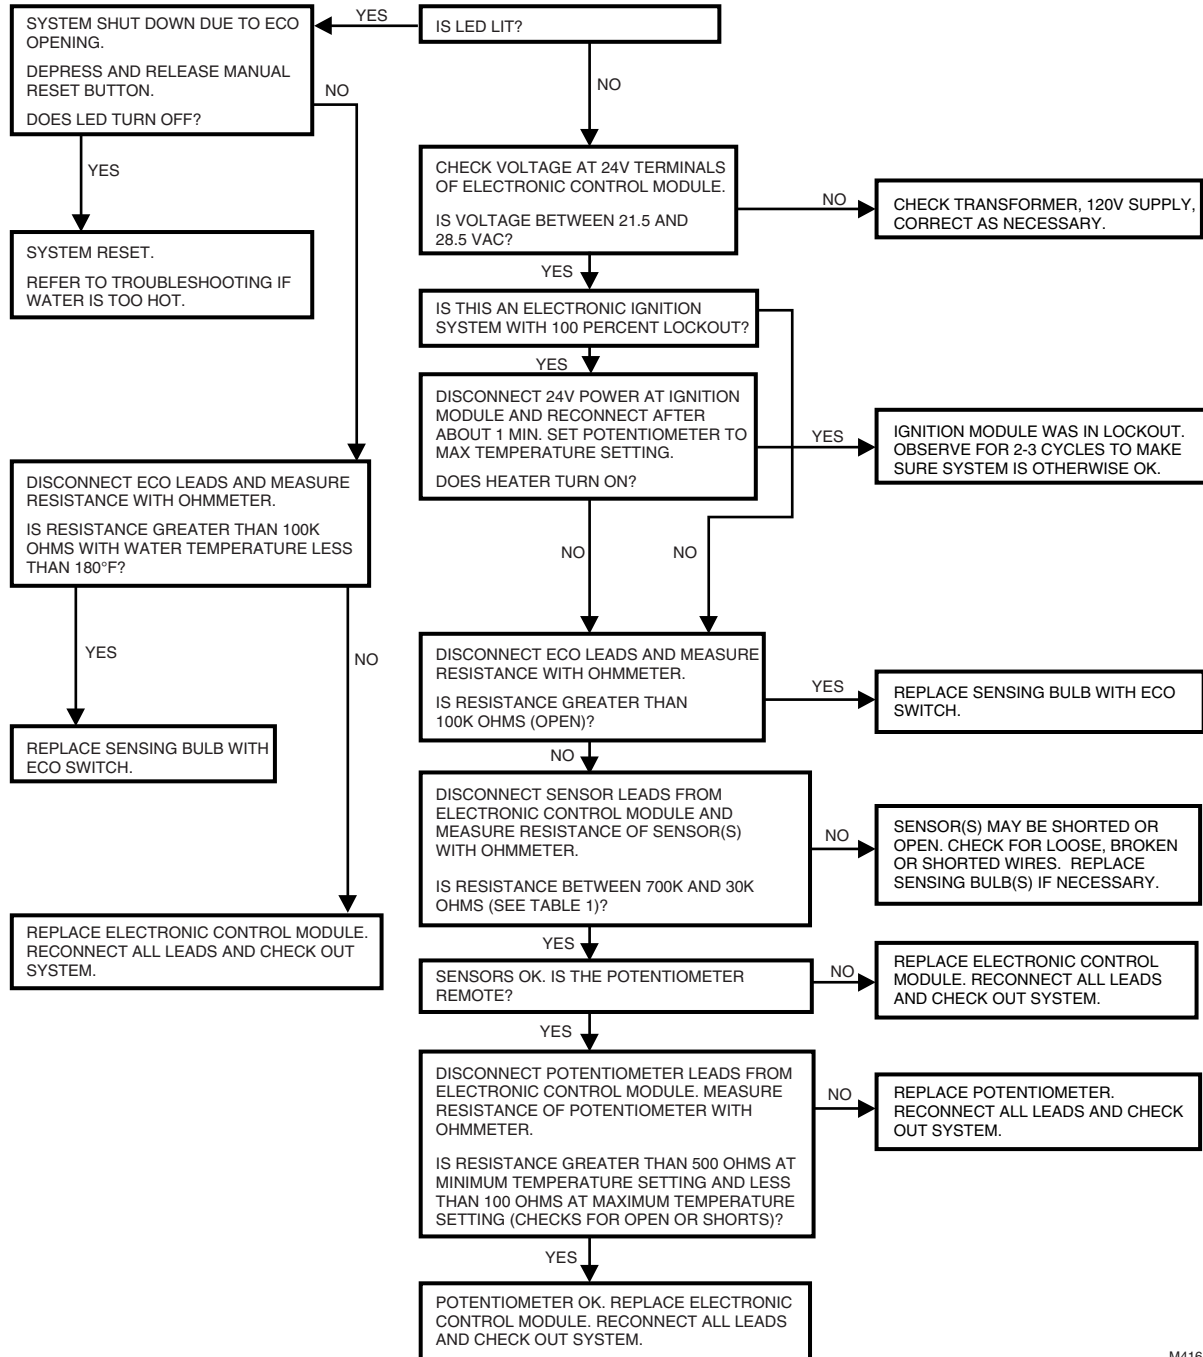 SYSTEM SHUT DOWN DUE TO ECO
OPENING.
DEPRESS AND RELEASE MANUAL
RESET BUTTON.
DOES LED TURN OFF?
YES
IS LED LIT?
NO
NO
YES
SYSTEM RESET.
REFER TO TROUBLESHOOTING IF
WATER IS TOO HOT.
CHECK VOLTAGE AT 24V TERMINALS
OF ELECTRONIC CONTROL MODULE.
IS VOLTAGE BETWEEN 21.5 AND
28.5 VAC?
NO
CHECK TRANSFORMER, 120V SUPPLY,
CORRECT AS NECESSARY.
YES
IS THIS AN ELECTRONIC IGNITION
SYSTEM WITH 100 PERCENT LOCKOUT?
YES
DISCONNECT 24V POWER AT IGNITION
MODULE AND RECONNECT AFTER
ABOUT 1 MIN. SET POTENTIOMETER TO
MAX TEMPERATURE SETTING.
DOES HEATER TURN ON?
YES
IGNITION MODULE WAS IN LOCKOUT.
OBSERVE FOR 2-3 CYCLES TO MAKE
SURE SYSTEM IS OTHERWISE OK.
DISCONNECT ECO LEADS AND MEASURE
RESISTANCE WITH OHMMETER.
IS RESISTANCE GREATER THAN 100K
OHMS WITH WATER TEMPERATURE LESS
THAN 180°F?
NO
NO
YES
NO
REPLACE SENSING BULB WITH
ECO SWITCH.
DISCONNECT ECO LEADS AND MEASURE
RESISTANCE WITH OHMMETER.
IS RESISTANCE GREATER THAN
100K OHMS (OPEN)?
YES
REPLACE SENSING BULB WITH ECO
SWITCH.
NO
DISCONNECT SENSOR LEADS FROM
ELECTRONIC CONTROL MODULE AND
MEASURE RESISTANCE OF SENSOR(S)
WITH OHMMETER.
IS RESISTANCE BETWEEN 700K AND 30K
OHMS (SEE TABLE 1)?
NO
SENSOR(S) MAY BE SHORTED OR
OPEN. CHECK FOR LOOSE, BROKEN
OR SHORTED WIRES. REPLACE
SENSING BULB(S) IF NECESSARY.
REPLACE ELECTRONIC CONTROL MODULE.
RECONNECT ALL LEADS AND CHECK OUT
SYSTEM.
YES
SENSORS OK. IS THE POTENTIOMETER
REMOTE?
NO
REPLACE ELECTRONIC CONTROL
MODULE. RECONNECT ALL LEADS
AND CHECK OUT SYSTEM.
YES
DISCONNECT POTENTIOMETER LEADS FROM
ELECTRONIC CONTROL MODULE. MEASURE
RESISTANCE OF POTENTIOMETER WITH
OHMMETER.
IS RESISTANCE GREATER THAN 500 OHMS AT
MINIMUM TEMPERATURE SETTING AND LESS
THAN 100 OHMS AT MAXIMUM TEMPERATURE
SETTING (CHECKS FOR OPEN OR SHORTS)?
NO
REPLACE POTENTIOMETER.
RECONNECT ALL LEADS AND CHECK
OUT SYSTEM.
YES
POTENTIOMETER OK. REPLACE ELECTRONIC
CONTROL MODULE. RECONNECT ALL LEADS
AND CHECK OUT SYSTEM.